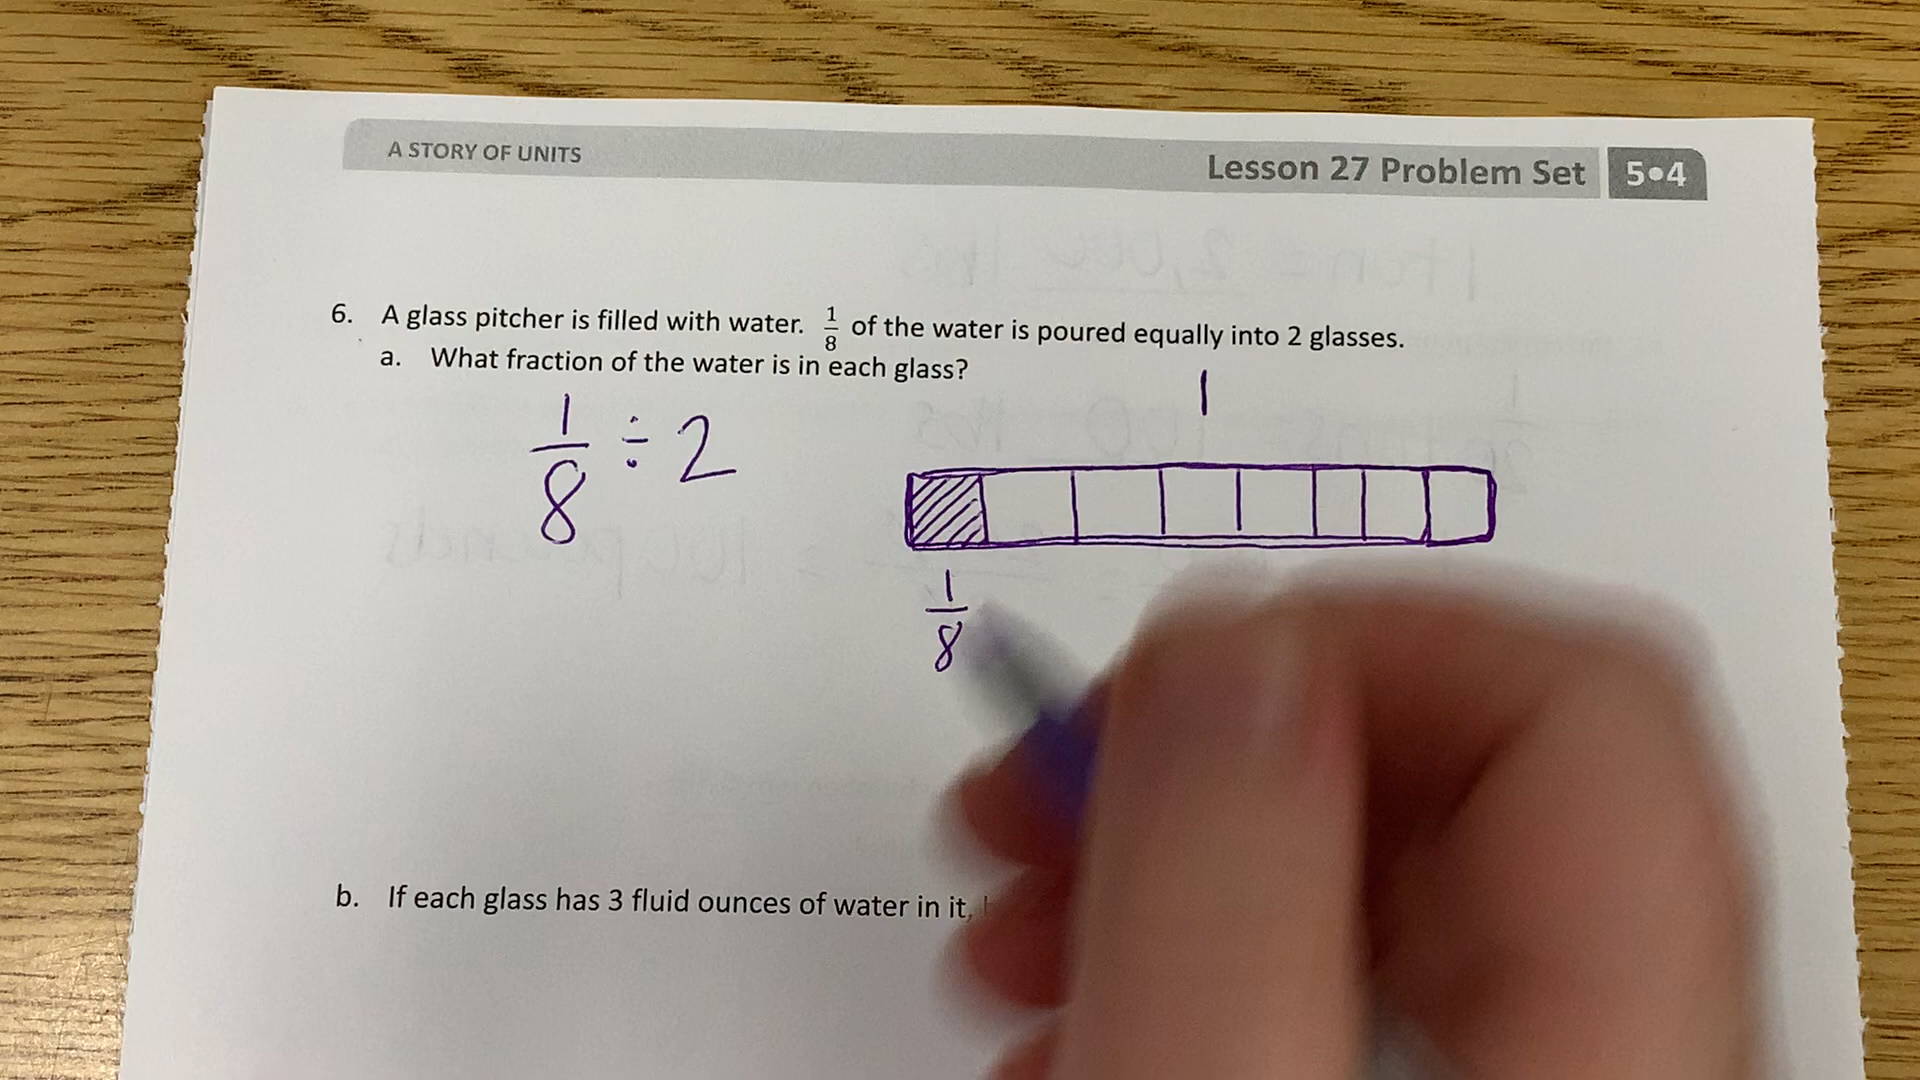 A STORY OF UNITS
Lesson 27 Problem Set 5•4
6. A glass pitcher is filled with water. 1/8 of the water is poured equally into 2 glasses.
a. What fraction of the water is in each glass?
1
1/8 ÷ 2
1/8
b. If each glass has 3 fluid ounces of water in it,